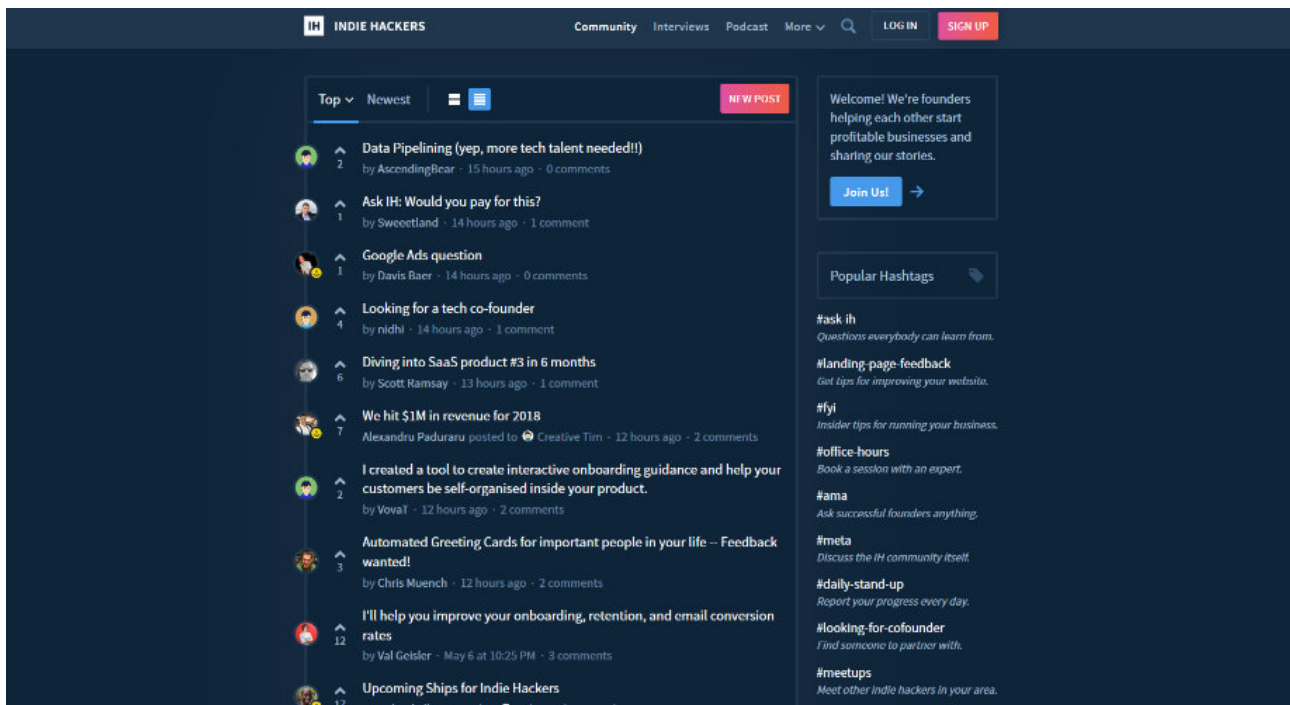 IH INDIE HACKERS
Community Interviews Podcast More LOG IN SIGN UP
Top Newest NEW POST
2
Data Pipelining (yep, more tech talent needed!!)
by AscendingBear · 15 hours ago · 0 comments
1
Ask IH: Would you pay for this?
by Sweeetland · 14 hours ago · 1 comment
1
Google Ads question
by Davis Baer · 14 hours ago · 0 comments
4
Looking for a tech co-founder
by nidhi · 14 hours ago · 1 comment
6
Diving into SaaS product #3 in 6 months
by Scott Ramsay · 13 hours ago · 1 comment
7
We hit $1M in revenue for 2018
Alexandru Paduraru posted to Creative Tim · 12 hours ago · 2 comments
2
I created a tool to create interactive onboarding guidance and help your
customers be self-organised inside your product.
by VovaT · 12 hours ago · 2 comments
3
Automated Greeting Cards for important people in your life -- Feedback
wanted!
by Chris Muench · 12 hours ago · 2 comments
12
I'll help you improve your onboarding, retention, and email conversion
rates
by Val Geisler · May 6 at 10:25 PM · 3 comments
Upcoming Ships for Indie Hackers
Welcome! We're founders
helping each other start
profitable businesses and
sharing our stories.
Join Us!
Popular Hashtags
#ask-ih
Questions everybody can learn from.
#landing-page-feedback
Get tips for improving your website.
#fyi
Insider tips for running your business.
#office-hours
Book a session with an expert.
#ama
Ask successful founders anything.
#meta
Discuss the IH community itself.
#daily-stand-up
Report your progress every day.
#looking-for-cofounder
Find someone to partner with.
#meetups
Meet other indie hackers in your area.